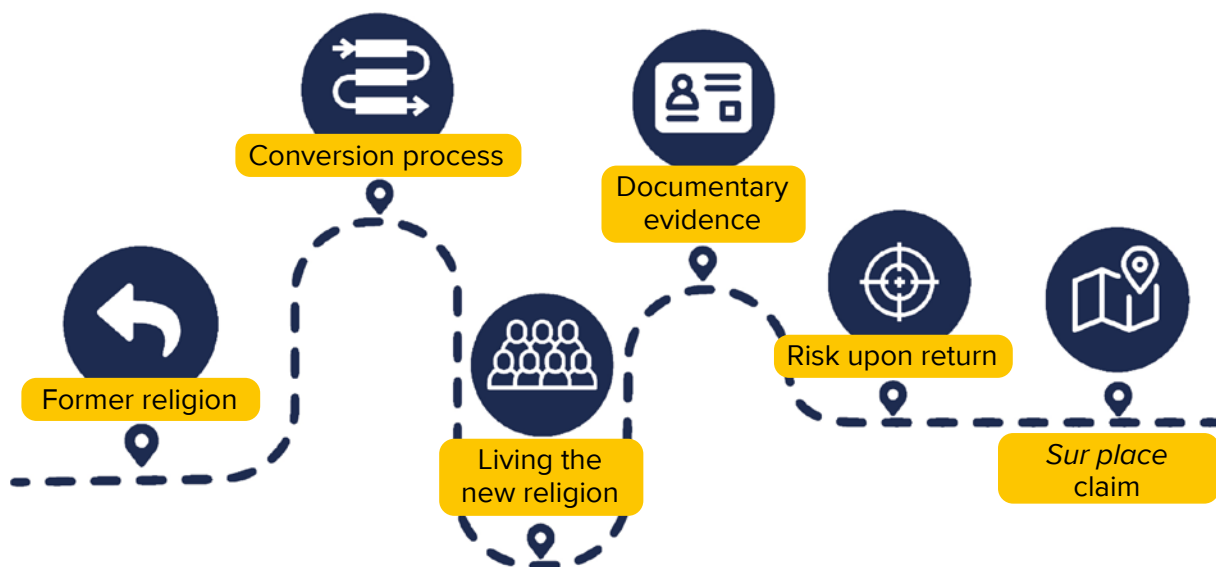 Former religion
Conversion process
Living the
new religion
Documentary
evidence
Risk upon return
Sur place
claim